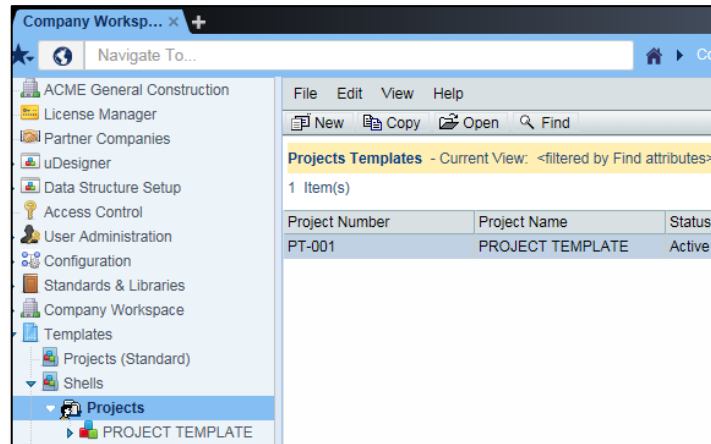 Company Worksp...
Navigate To...
ACME General Construction
License Manager
Partner Companies
uDesigner
Data Structure Setup
Access Control
User Administration
Configuration
Standards & Libraries
Company Workspace
Templates
Projects (Standard)
Shells
Projects
PROJECT TEMPLATE
Co
File Edit View Help
New Copy Open Find
Projects Templates - Current View: <filtered by Find attributes>
1 Item(s)
Project Number Project Name Status
PT-001 PROJECT TEMPLATE Active